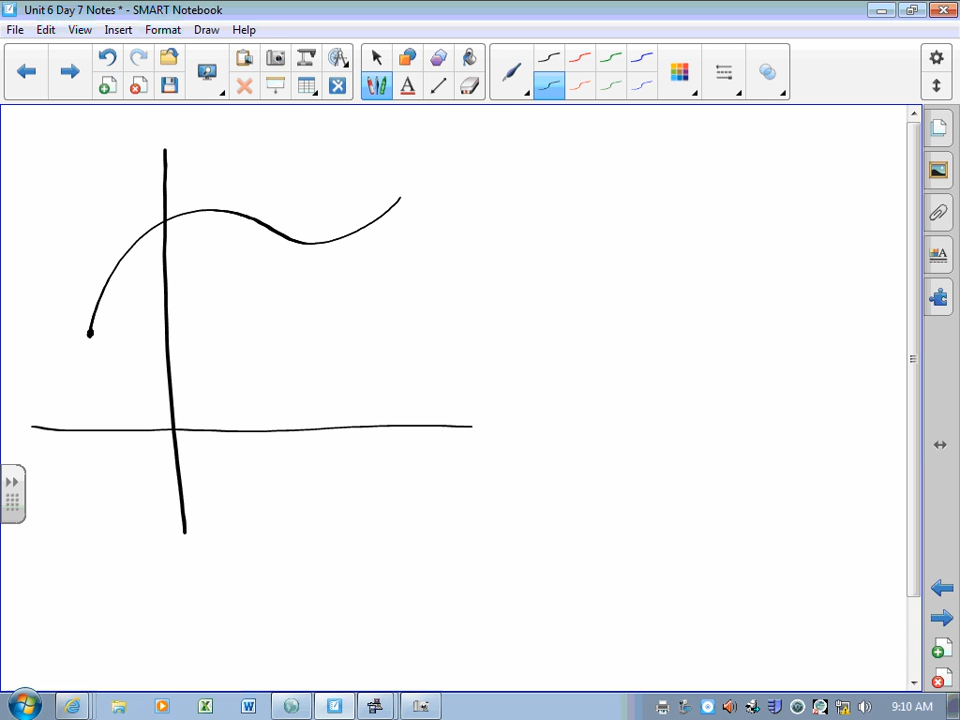 Unit 6 Day 7 Notes * - SMART Notebook
File Edit View Insert Format Draw Help
9:10 AM